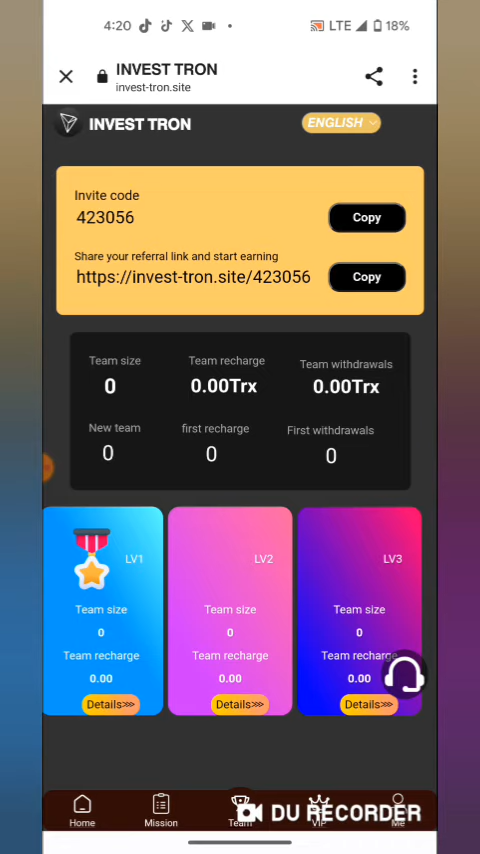 4:20
LTE 18%
INVEST TRON
invest-tron.site
INVEST TRON
ENGLISH
Invite code
423056
Copy
Share your referral link and start earning
https://invest-tron.site/423056
Copy
Team size
Team recharge
Team withdrawals
0
0.00Trx
0.00Trx
New team
first recharge
First withdrawals
0
0
0
LV1
LV2
LV3
Team size
Team size
Team size
0
0
0
Team recharge
Team recharge
Team recharge
0.00
0.00
0.00
Details>>>
Details>>>
Details>>>
DU RECORDER
Home
Mission
Team
VIP
Me